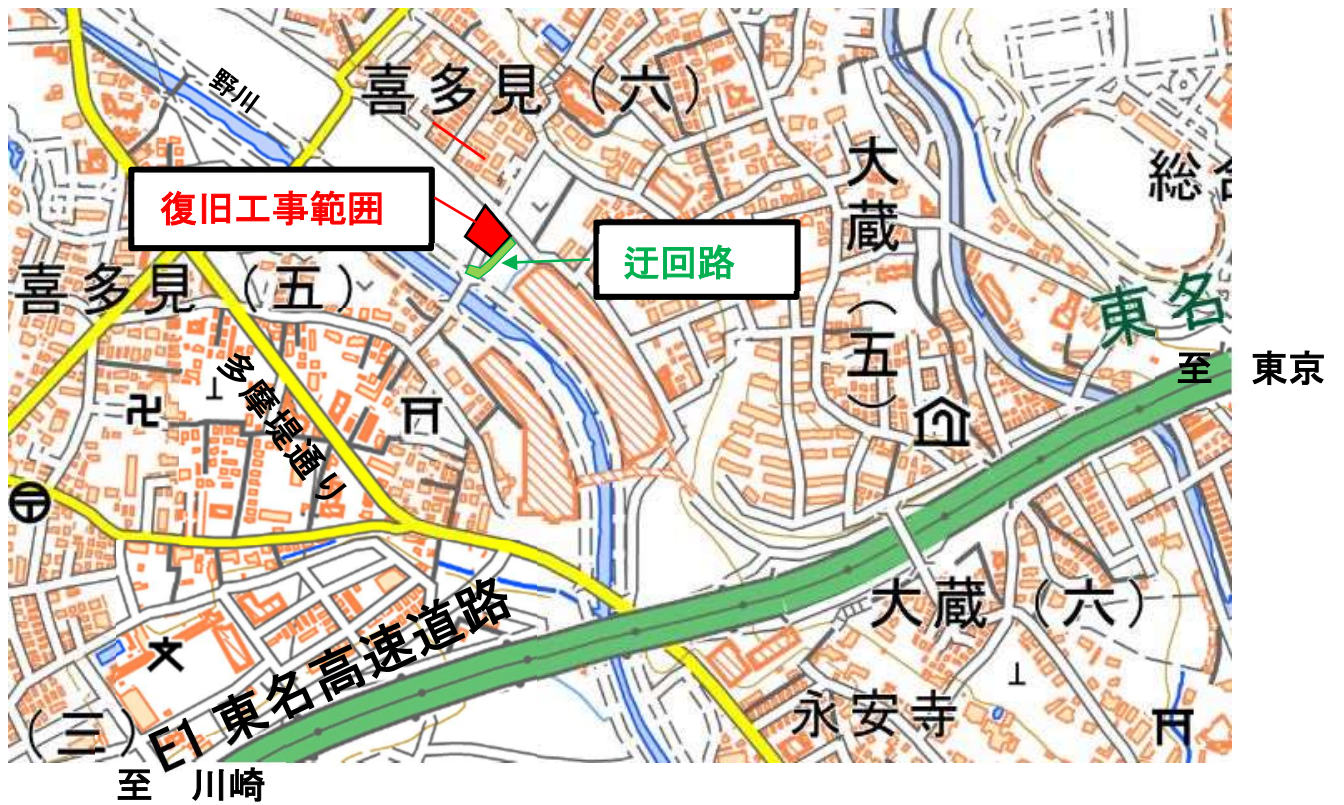 野川
喜多見（六）
大蔵（五）
総合
復旧工事範囲
迂回路
喜多見（五）
東名
至　東京
多摩堤通り
E1東名高速道路
大蔵（六）
永安寺
（三）
至　川崎